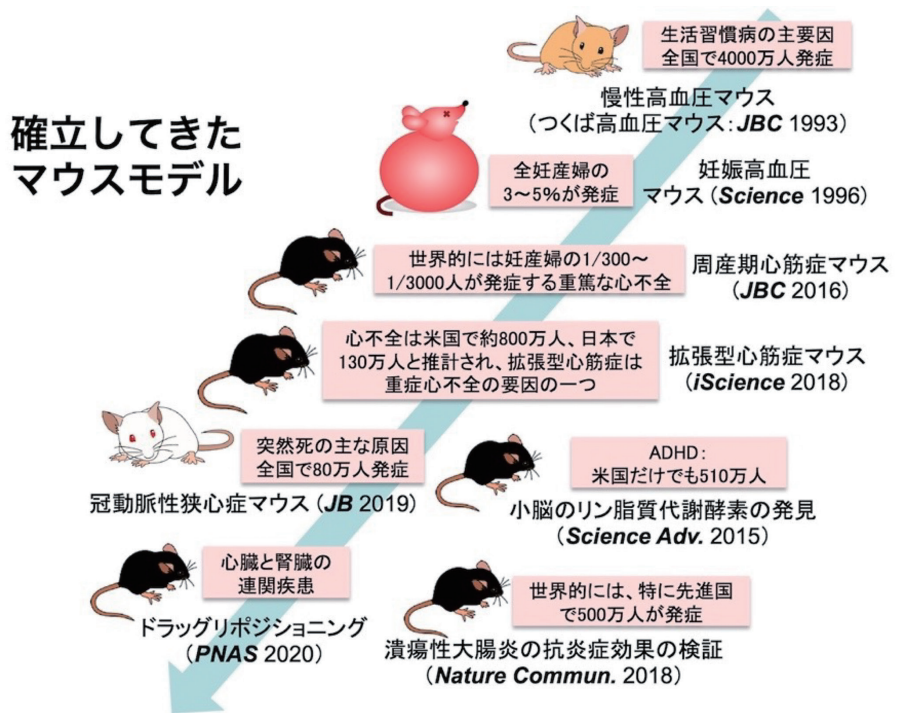 確立してきた
マウスモデル
生活習慣病の主要因
全国で4000万人発症
慢性高血圧マウス
（つくば高血圧マウス：JBC 1993）
全妊産婦の
3～5%が発症
妊娠高血圧
マウス（Science 1996）
世界的には妊産婦の1/300～
1/3000人が発症する重篤な心不全
周産期心筋症マウス
（JBC 2016）
心不全は米国で約800万人、日本で
130万人と推計され、拡張型心筋症は
重症心不全の要因の一つ
拡張型心筋症マウス
（iScience 2018）
突然死の主な原因
全国で80万人発症
冠動脈性狭心症マウス（JB 2019）
ADHD：
米国だけでも510万人
小脳のリン脂質代謝酵素の発見
（Science Adv. 2015）
心臓と腎臓の
連関疾患
ドラッグリポジショニング
（PNAS 2020）
世界的には、特に先進国
で500万人が発症
潰瘍性大腸炎の抗炎症効果の検証
（Nature Commun. 2018）